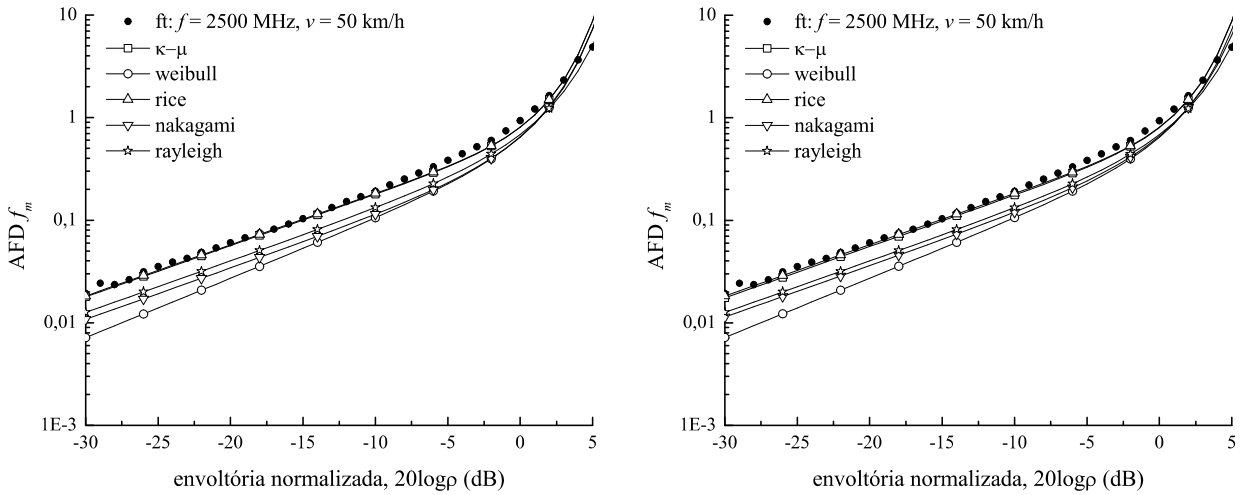 10
1
0,1
0,01
1E-3
AFD fm
ft: f = 2500 MHz, v = 50 km/h
κ−μ
weibull
rice
nakagami
rayleigh
-30 -25 -20 -15 -10 -5 0 5
envoltória normalizada, 20logρ (dB)
10
1
0,1
0,01
1E-3
AFD fm
ft: f = 2500 MHz, v = 50 km/h
κ−μ
weibull
rice
nakagami
rayleigh
-30 -25 -20 -15 -10 -5 0 5
envoltória normalizada, 20logρ (dB)